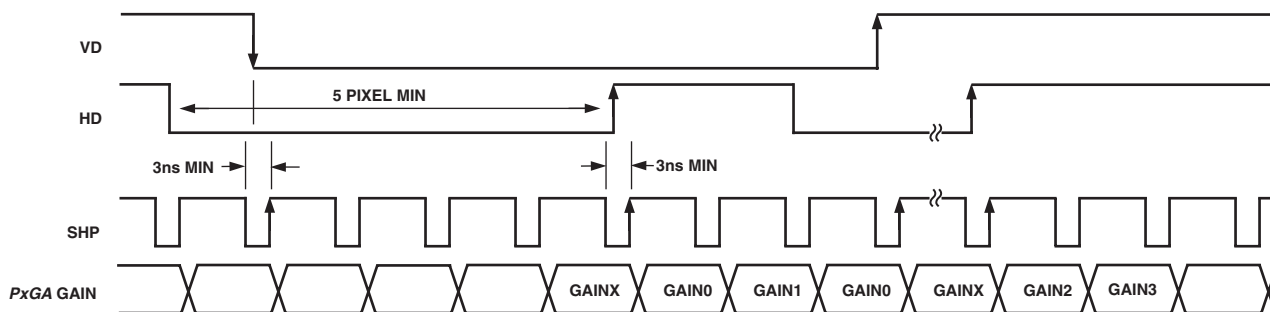 VD
5 PIXEL MIN
HD
3ns MIN
3ns MIN
SHP
PxGA GAIN
GAINX
GAIN0
GAIN1
GAIN0
GAINX
GAIN2
GAIN3